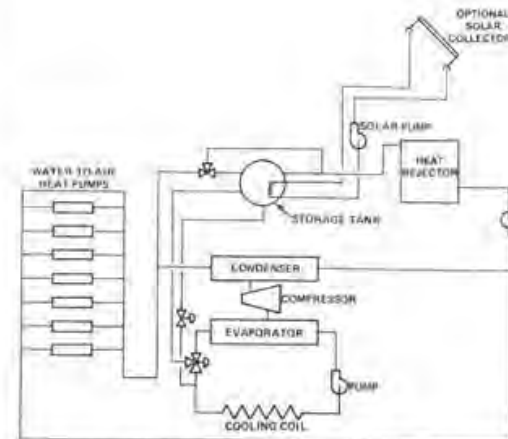 OPTIONAL
SOLAR
COLLECTOR
SOLAR PUMP
HEAT
REJECTOR
WATER-TO-AIR
HEAT PUMPS
STORAGE TANK
CONDENSER
COMPRESSOR
EVAPORATOR
PUMP
COOLING COIL